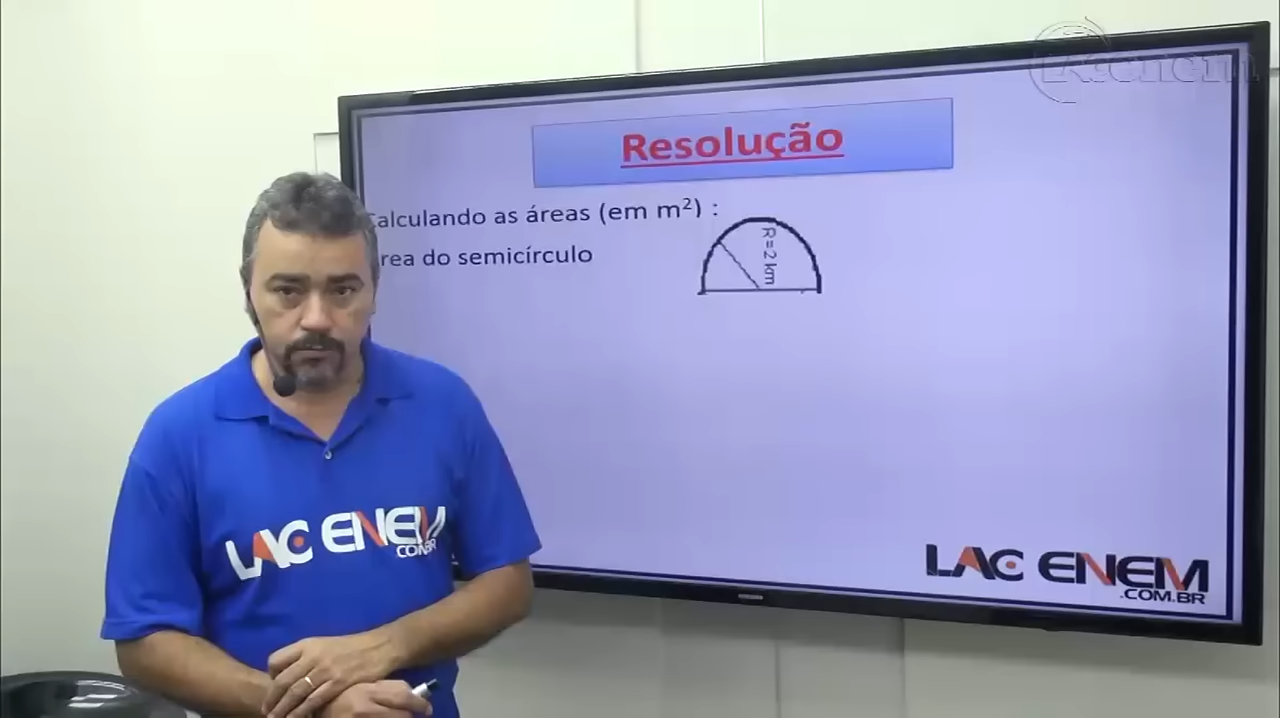 Resolução
Calculando as áreas (em m²) :
rea do semicírculo
R=2 km
LAC ENEM
.COM.BR
LAC ENEM
.COM.BR